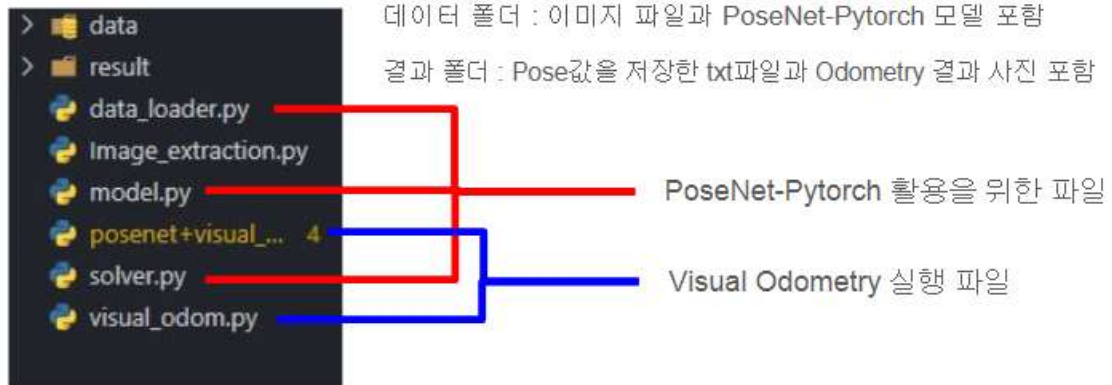 data
데이터 폴더 : 이미지 파일과 PoseNet-Pytorch 모델 포함
result
결과 폴더 : Pose값을 저장한 txt파일과 Odometry 결과 사진 포함
data_loader.py
Image_extraction.py
model.py
PoseNet-Pytorch 활용을 위한 파일
posenet+visual_... 4
solver.py
Visual Odometry 실행 파일
visual_odom.py